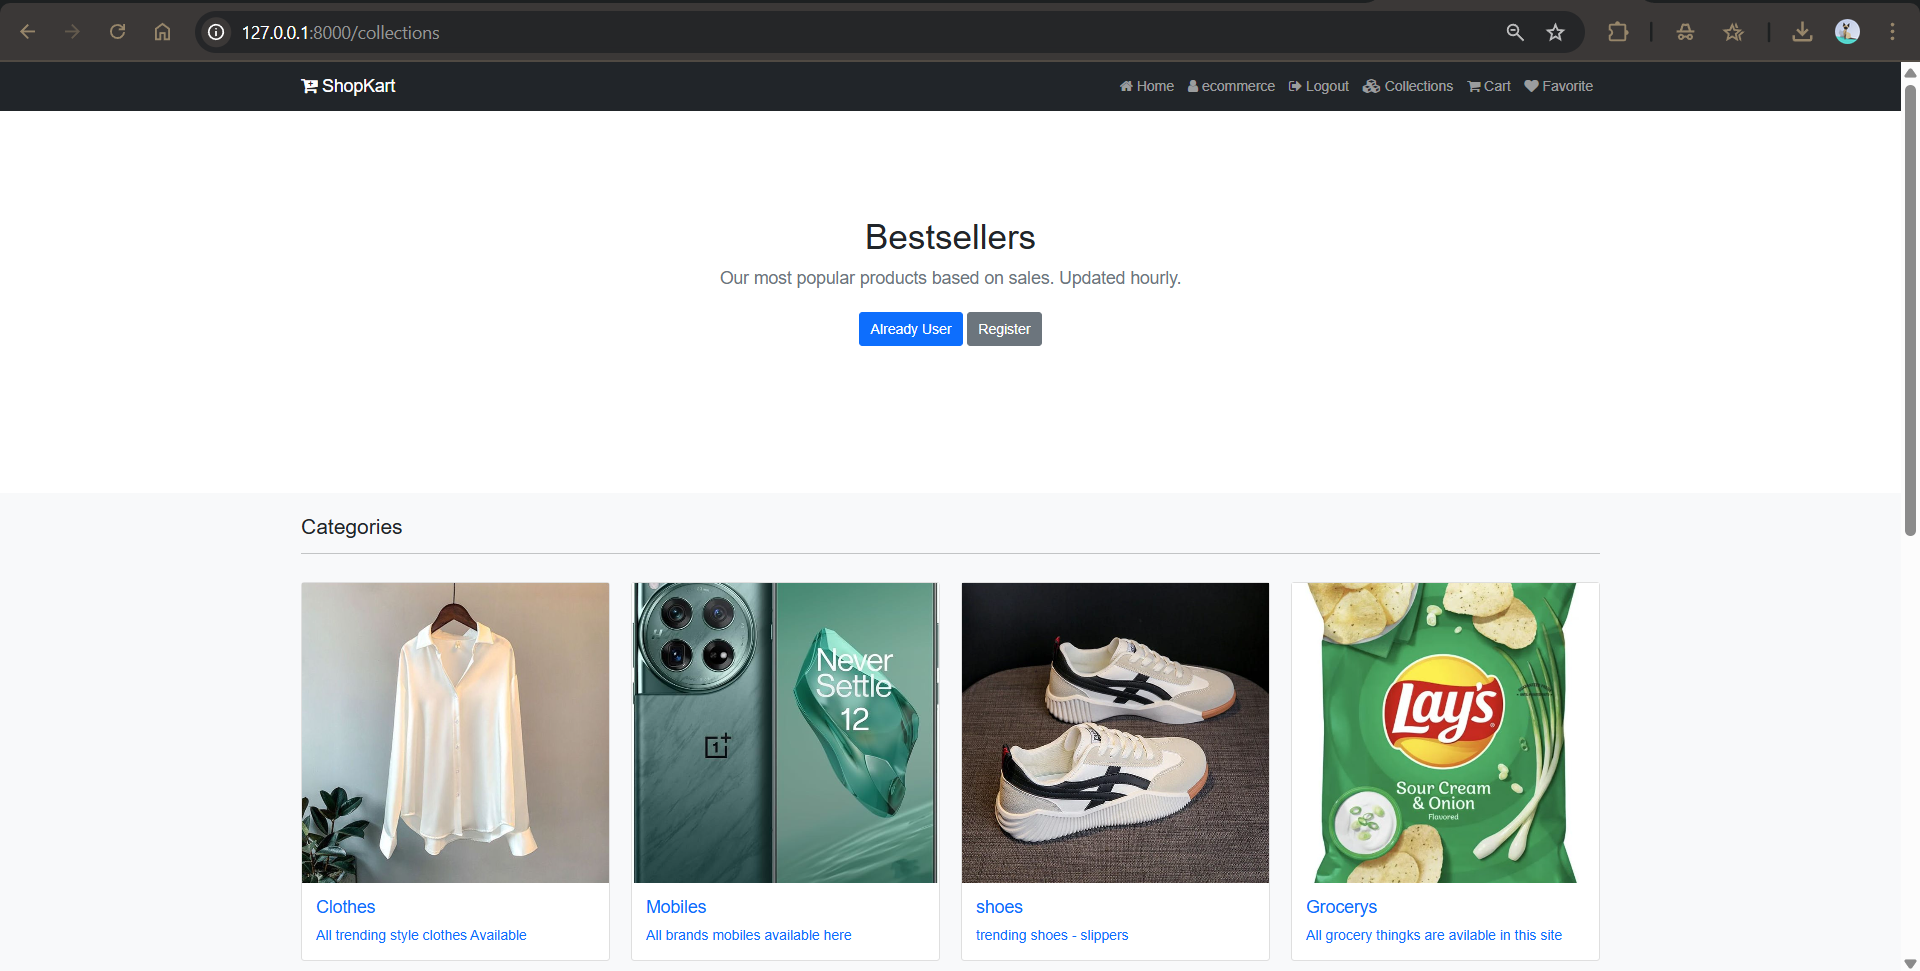 127.0.0.1:8000/collections
ShopKart
Home ecommerce Logout Collections Cart Favorite
Bestsellers
Our most popular products based on sales. Updated hourly.
Already User Register
Categories
Never
Settle
12
1+
Lay's
Sour Cream
& Onion
Flavored
Clothes
All trending style clothes Available
Mobiles
All brands mobiles available here
shoes
trending shoes - slippers
Grocerys
All grocery thingks are avilable in this site